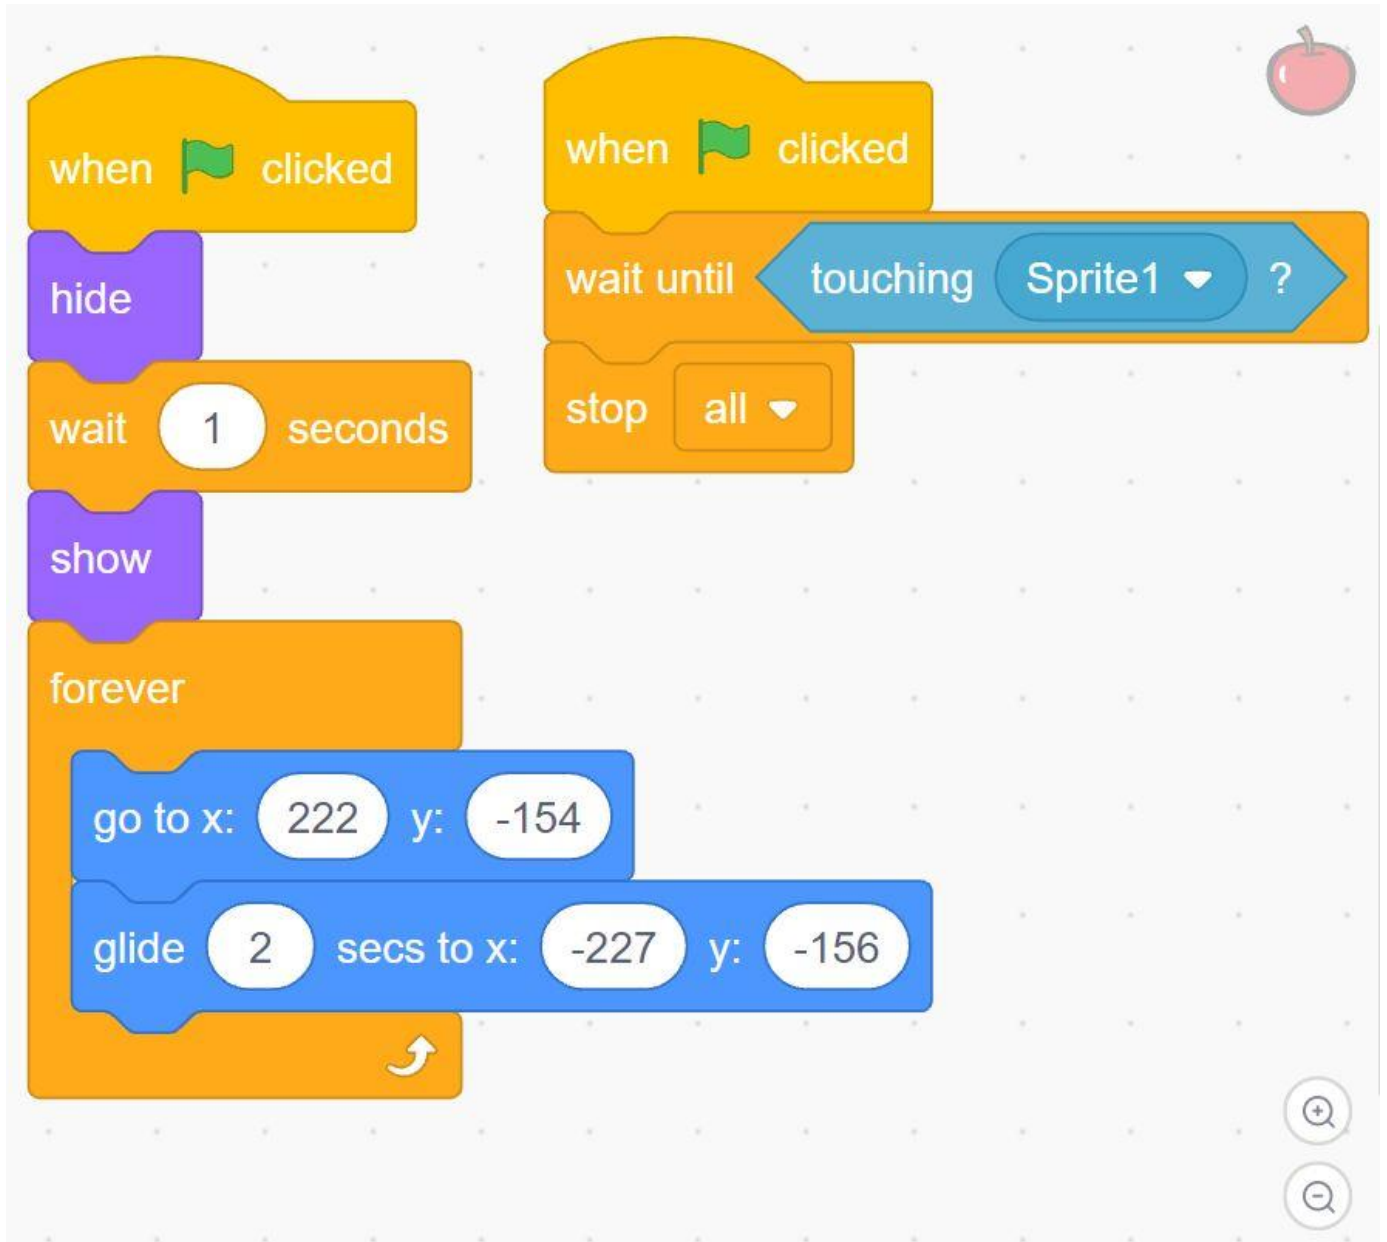 when clicked
hide
wait 1 seconds
show
forever
go to x: 222 y: -154
glide 2 secs to x: -227 y: -156
when clicked
wait until touching Sprite1 ?
stop all